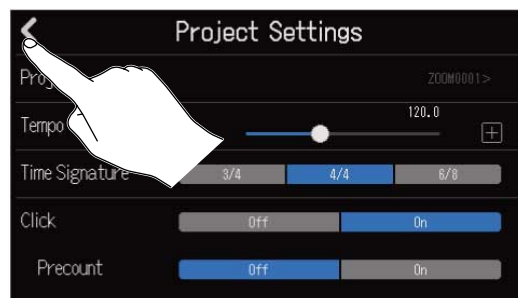 Project Settings
ZOOM0001>
120.0
Tempo
Time Signature 3/4 4/4 6/8
Click Off On
Precount Off On